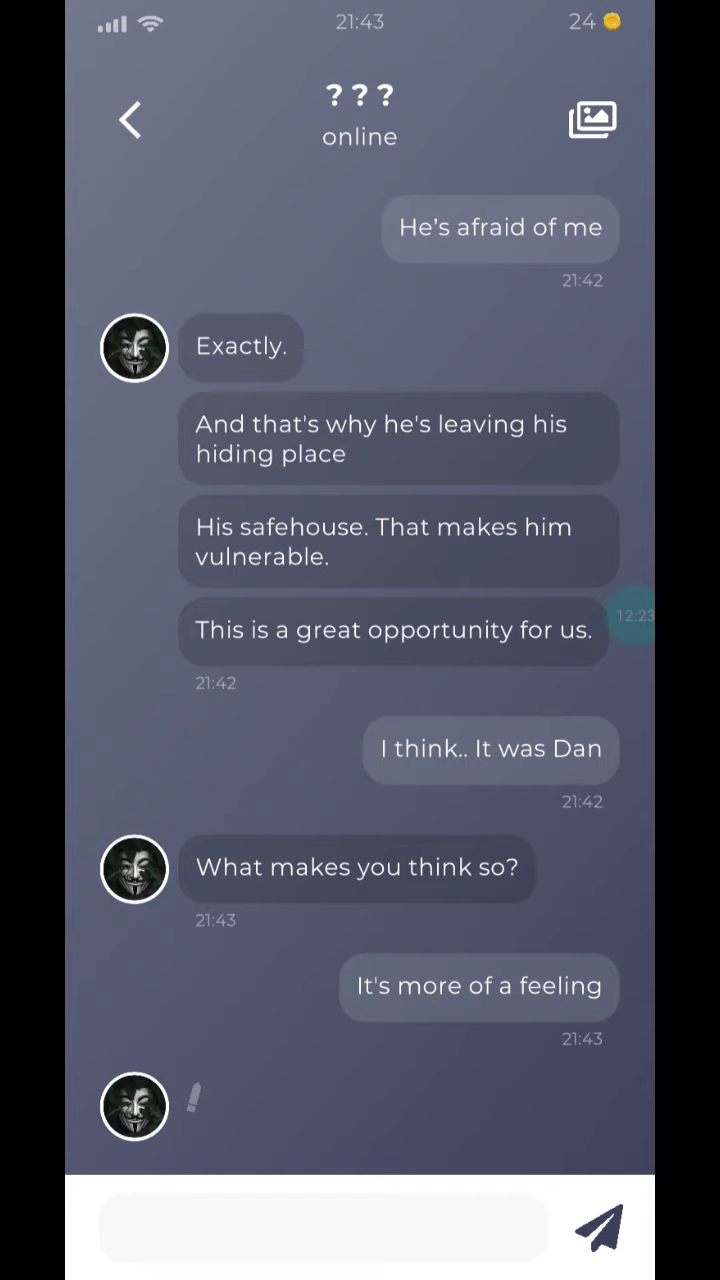 21:43
24
???
online
He's afraid of me
21:42
Exactly.
And that's why he's leaving his
hiding place
His safehouse. That makes him
vulnerable.
12:23
This is a great opportunity for us.
21:42
I think.. It was Dan
21:42
What makes you think so?
21:43
It's more of a feeling
21:43